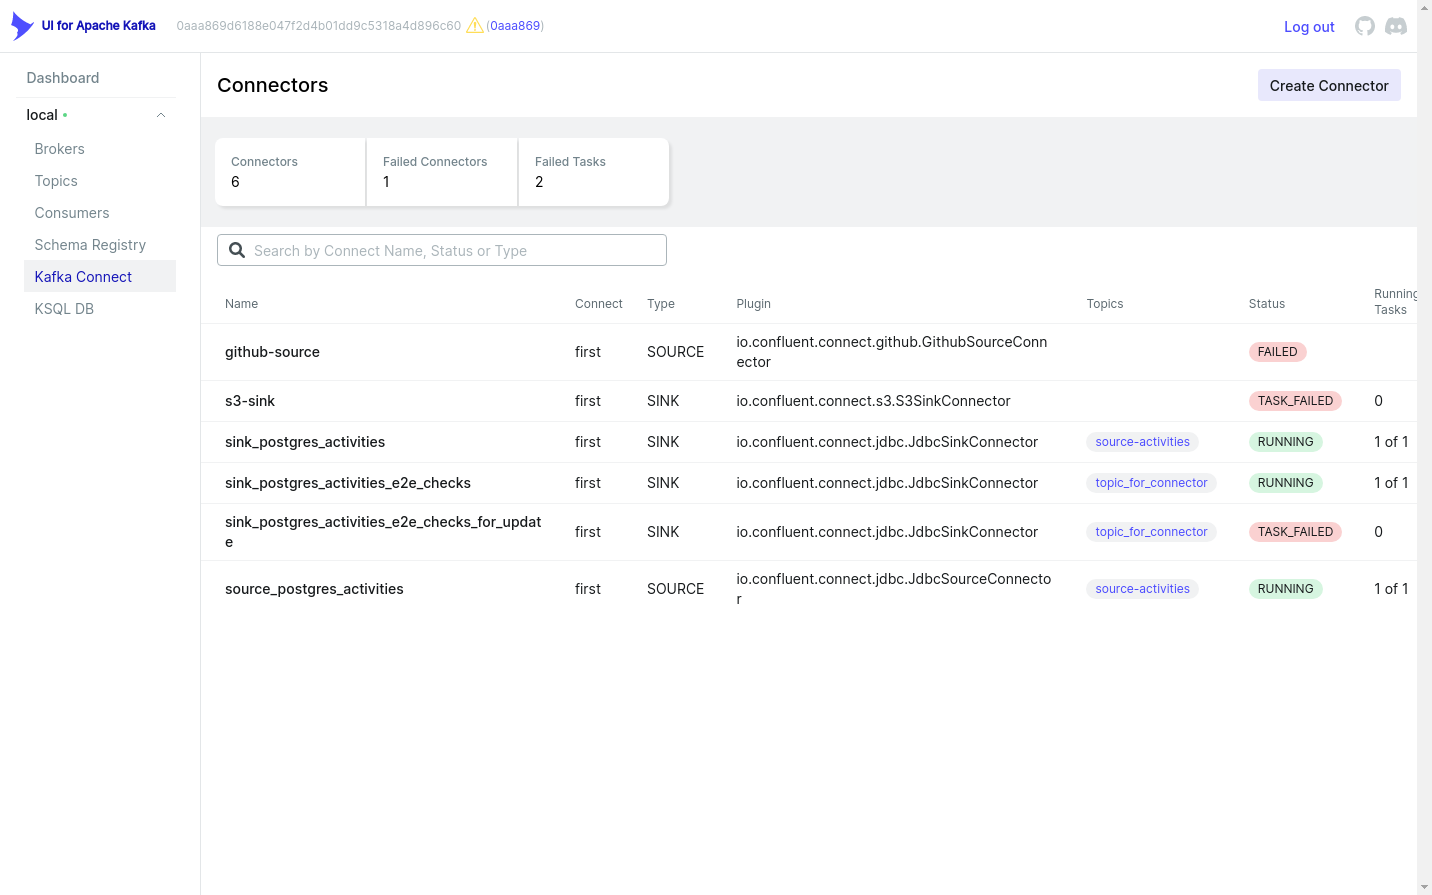 UI for Apache Kafka 0aaa869d6188e047f2d4b01dd9c5318a4d896c60 (0aaa869) Log out
Dashboard
local
Brokers
Topics
Consumers
Schema Registry
Kafka Connect
KSQL DB
Connectors
Create Connector
Connectors Failed Connectors Failed Tasks
6 1 2
Search by Connect Name, Status or Type
Name Connect Type Plugin Topics Status Running
Tasks
github-source first SOURCE io.confluent.connect.github.GithubSourceConn
ector FAILED
s3-sink first SINK io.confluent.connect.s3.S3SinkConnector TASK_FAILED 0
sink_postgres_activities first SINK io.confluent.connect.jdbc.JdbcSinkConnector source-activities RUNNING 1 of 1
sink_postgres_activities_e2e_checks first SINK io.confluent.connect.jdbc.JdbcSinkConnector topic_for_connector RUNNING 1 of 1
sink_postgres_activities_e2e_checks_for_updat
e first SINK io.confluent.connect.jdbc.JdbcSinkConnector topic_for_connector TASK_FAILED 0
source_postgres_activities first SOURCE io.confluent.connect.jdbc.JdbcSourceConnecto
r source-activities RUNNING 1 of 1